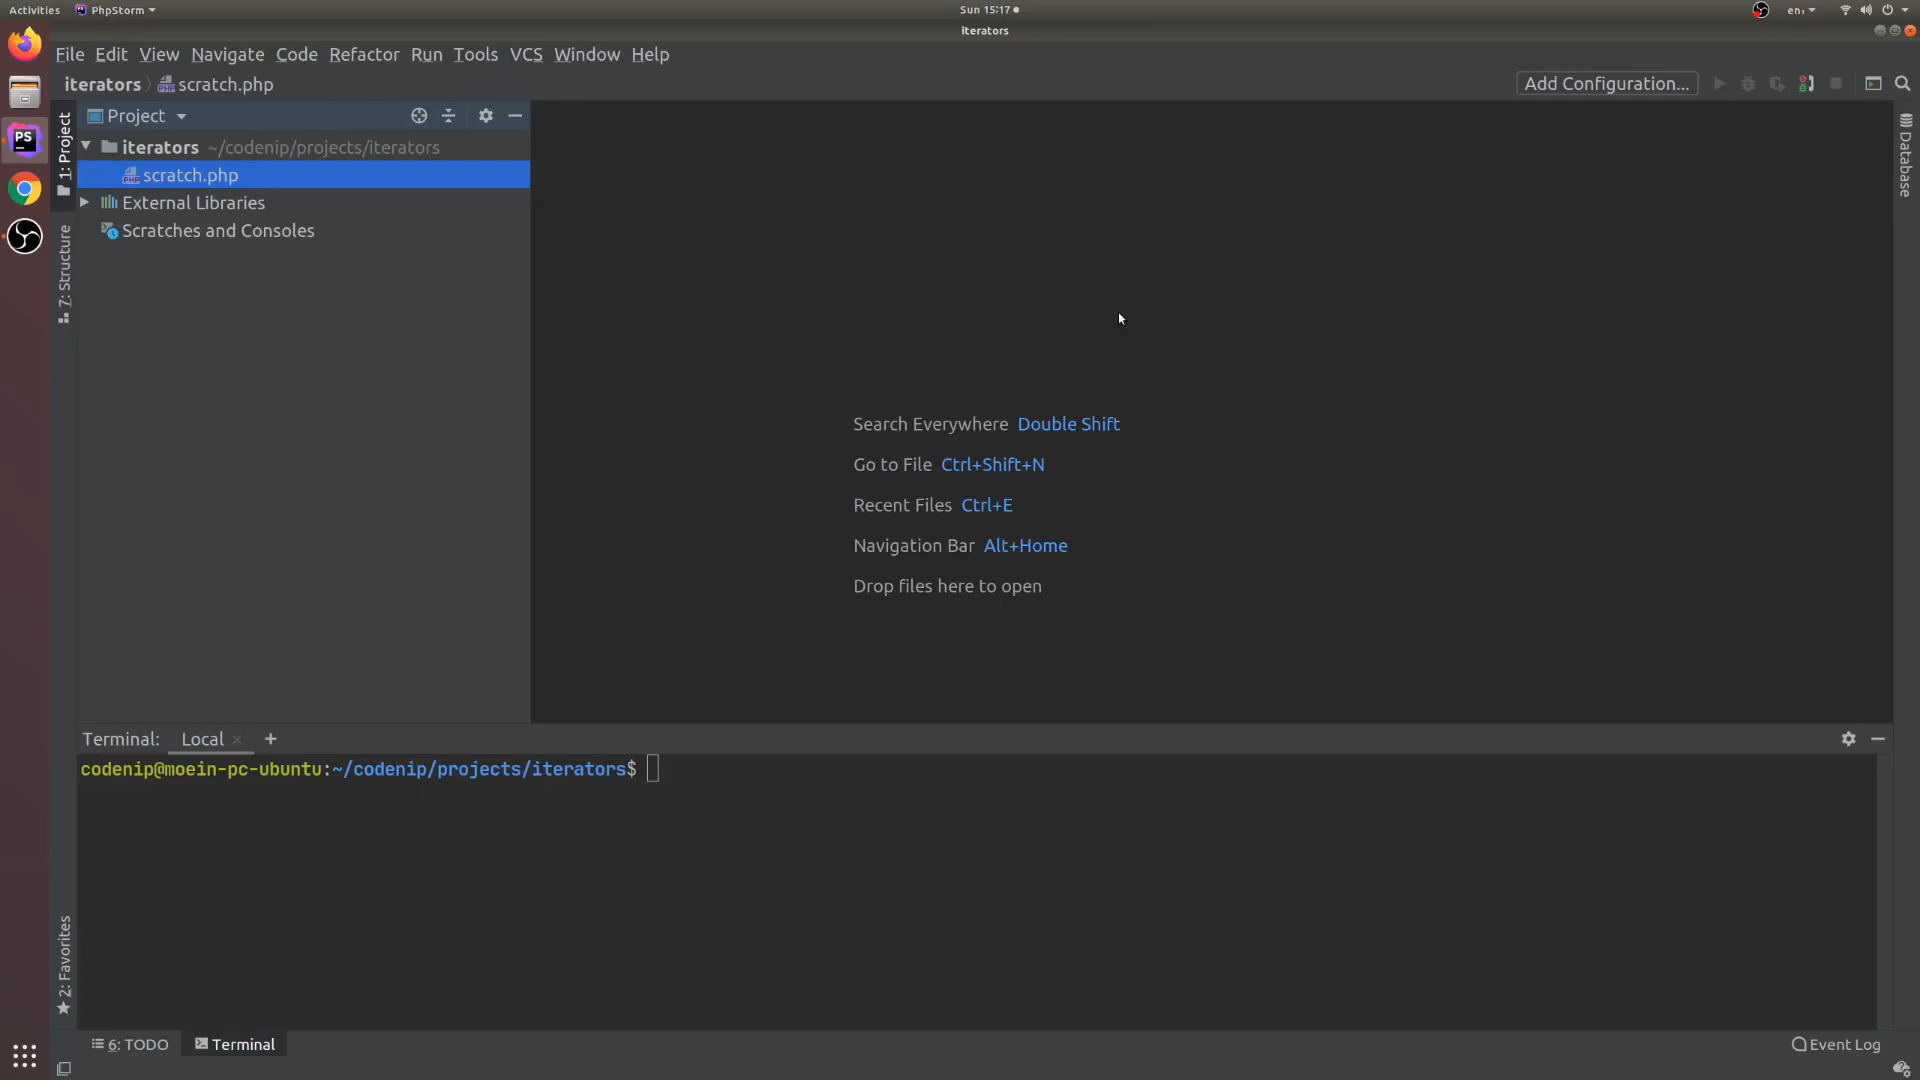 Activities PhpStorm Sun 15:17 en₁
iterators
File Edit View Navigate Code Refactor Run Tools VCS Window Help
iterators scratch.php Add Configuration...
1: Project
Project
iterators ~/codenip/projects/iterators
scratch.php
External Libraries
Scratches and Consoles
7: Structure
Database
Search Everywhere Double Shift
Go to File Ctrl+Shift+N
Recent Files Ctrl+E
Navigation Bar Alt+Home
Drop files here to open
Terminal: Local
codenip@moein-pc-ubuntu:~/codenip/projects/iterators$
2: Favorites
6: TODO Terminal Event Log